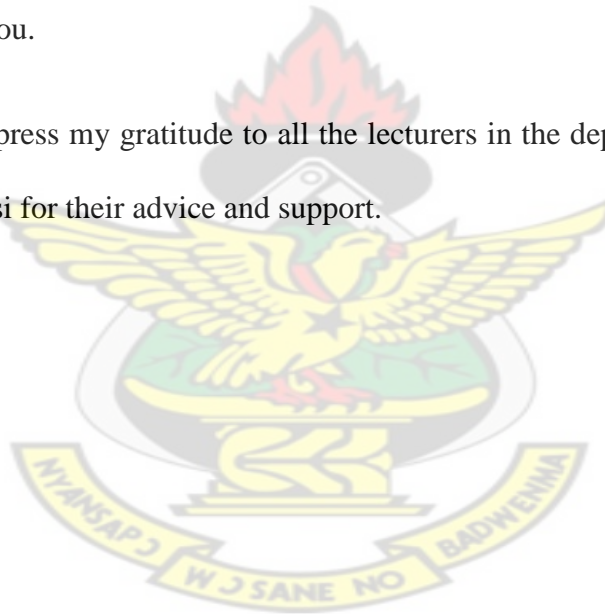 ou.
press my gratitude to all the lecturers in the dep
si for their advice and support.
NYANSAPƆ WƆSANE NO BADWENMA